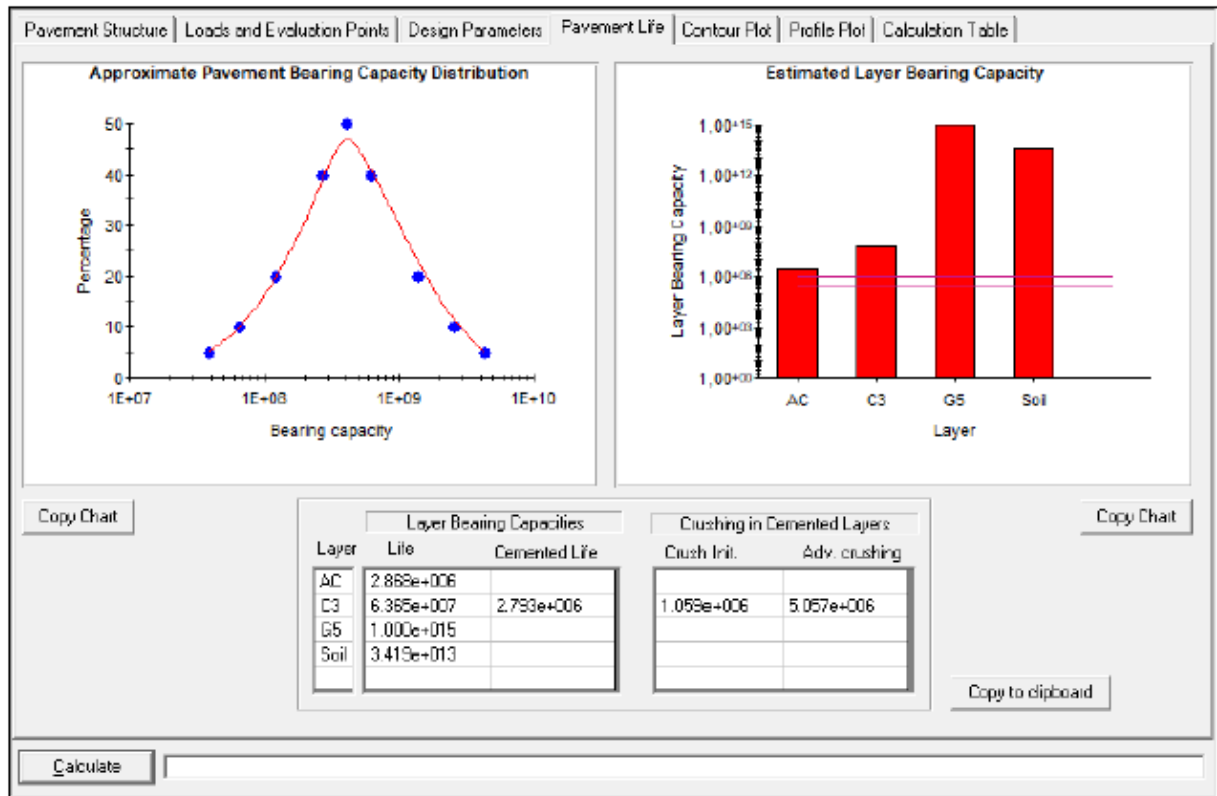 Pavement Structure Loads and Evaluation Points Design Parameters Pavement Life Contour Plot Profile Plot Calculation Table
Approximate Pavement Bearing Capacity Distribution
50
40
30
20
10
0
Percentage
1E+07 1E+08 1E+09 1E+10
Bearing capacity
Estimated Layer Bearing Capacity
1,00+15
1,00+12
1,00+09
1,00+06
1,00+03
1,00+00
Layer Bearing Capacity
AC C3 G5 Soil
Layer
Copy Chart
Copy Chart
Layer Bearing Capacities Crushing in Cemented Layers
Layer Life Cemented Life Crush Init. Adv. crushing
AC 2.868e+006
C3 6.365e+007 2.793e+006 1.059e+006 5.057e+006
G5 1.000e+015
Soil 3.419e+013
Copy to clipboard
Calculate